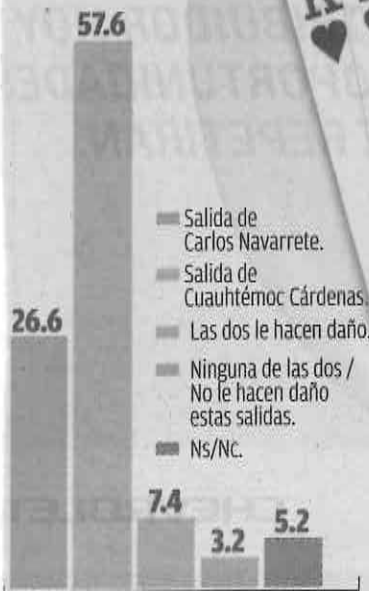 57.6
Salida de
Carlos Navarrete.
Salida de
Cuauhtémoc Cárdenas.
26.6
Las dos le hacen daño.
Ninguna de las dos /
No le hacen daño
estas salidas.
Ns/Nc.
7.4
3.2
5.2